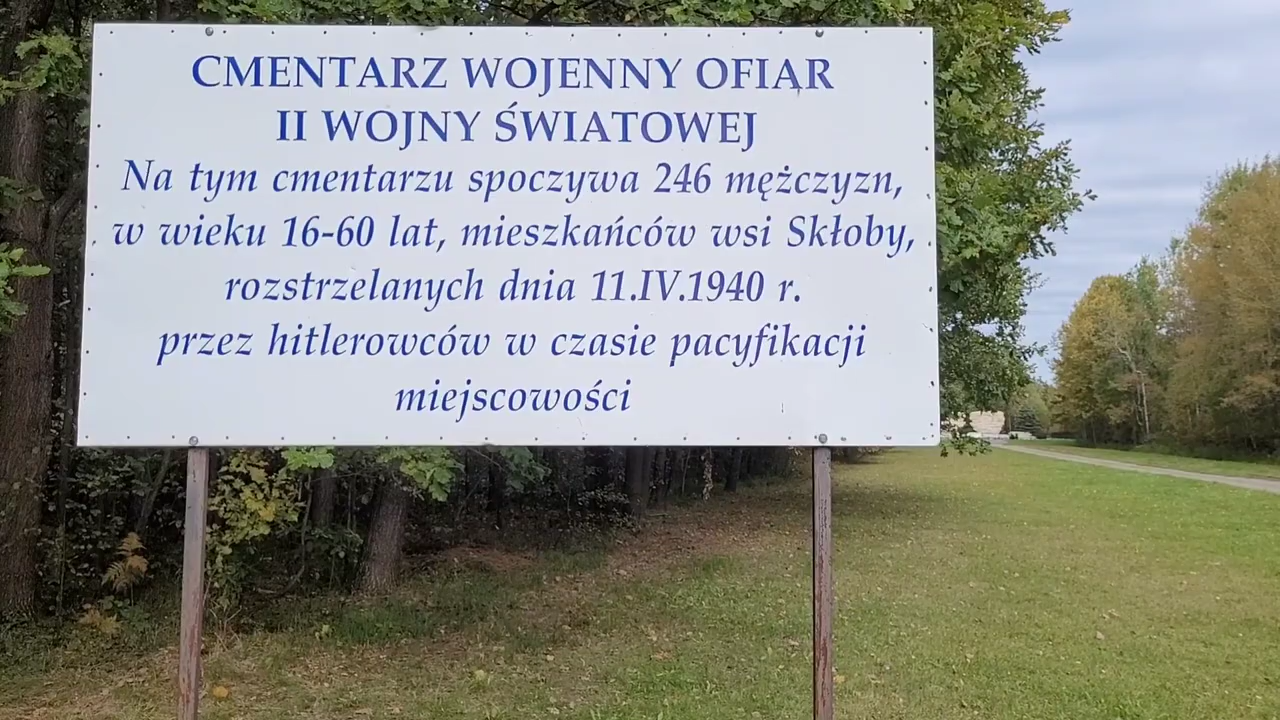 CMENTARZ WOJENNY OFIĄR
II WOJNY ŚWIATOWEJ
Na tym cmentarzu spoczywa 246 mężczyzn,
w wieku 16-60 lat, mieszkańców wsi Skłoby,
rozstrzelanych dnia 11.IV.1940 r.
przez hitlerowców w czasie pacyfikacji
miejscowości